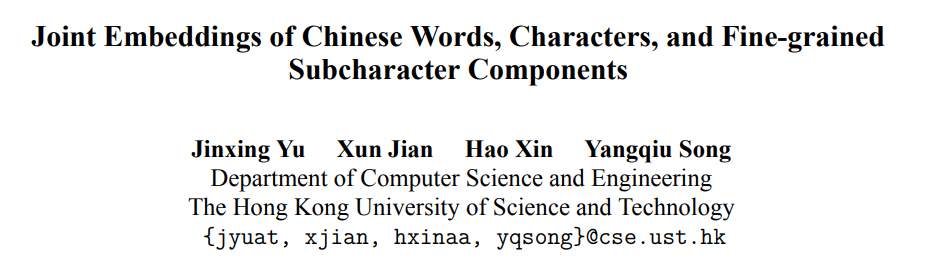 Joint Embeddings of Chinese Words, Characters, and Fine-grained
Subcharacter Components
Jinxing Yu Xun Jian Hao Xin Yangqiu Song
Department of Computer Science and Engineering
The Hong Kong University of Science and Technology
{jyuat, xjian, hxinaa, yqsong}@cse.ust.hk